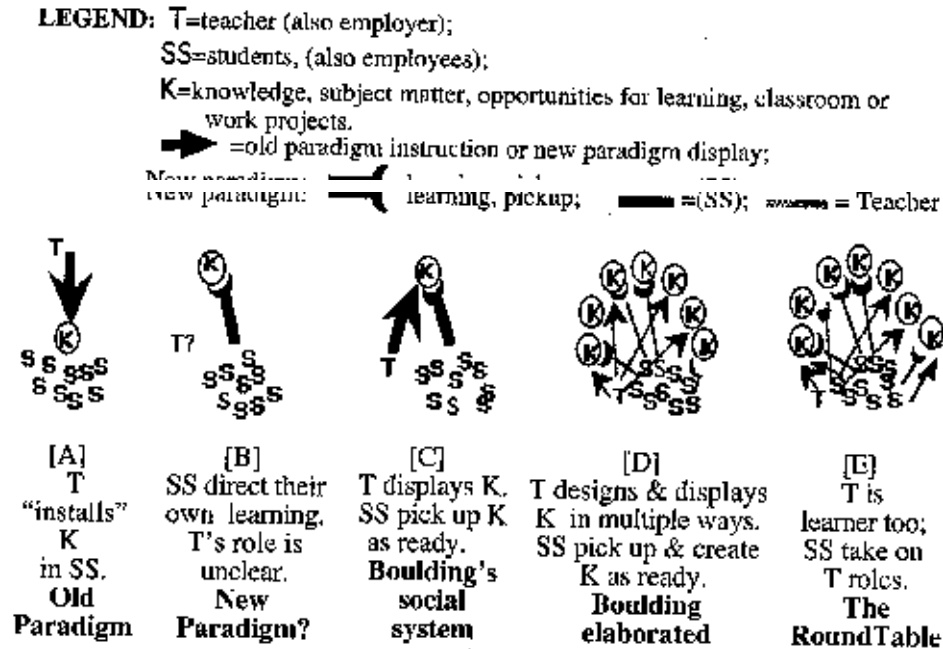 LEGEND: T=teacher (also employer);
SS=students, (also employees);
K=knowledge, subject matter, opportunities for learning, classroom or
work projects.
=old paradigm instruction or new paradigm display;
New paradigm: learning, pickup; =(SS); = Teacher
T K S S S S S S S S S
K T? S S S S S S S S
K T S S S S S S S S
K K K K K K K T S S S S S S S S
K K K K K K K T S S S S S S S S
[A] [B] [C] [D] [E]
T SS direct their T displays K. T designs & displays T is
"installs" own learning. SS pick up K K in multiple ways. learner too;
K T's role is as ready. SS pick up & create SS take on
in SS. unclear. Boulding's K as ready. T roles.
Old New social Boulding The
Paradigm Paradigm? system elaborated RoundTable